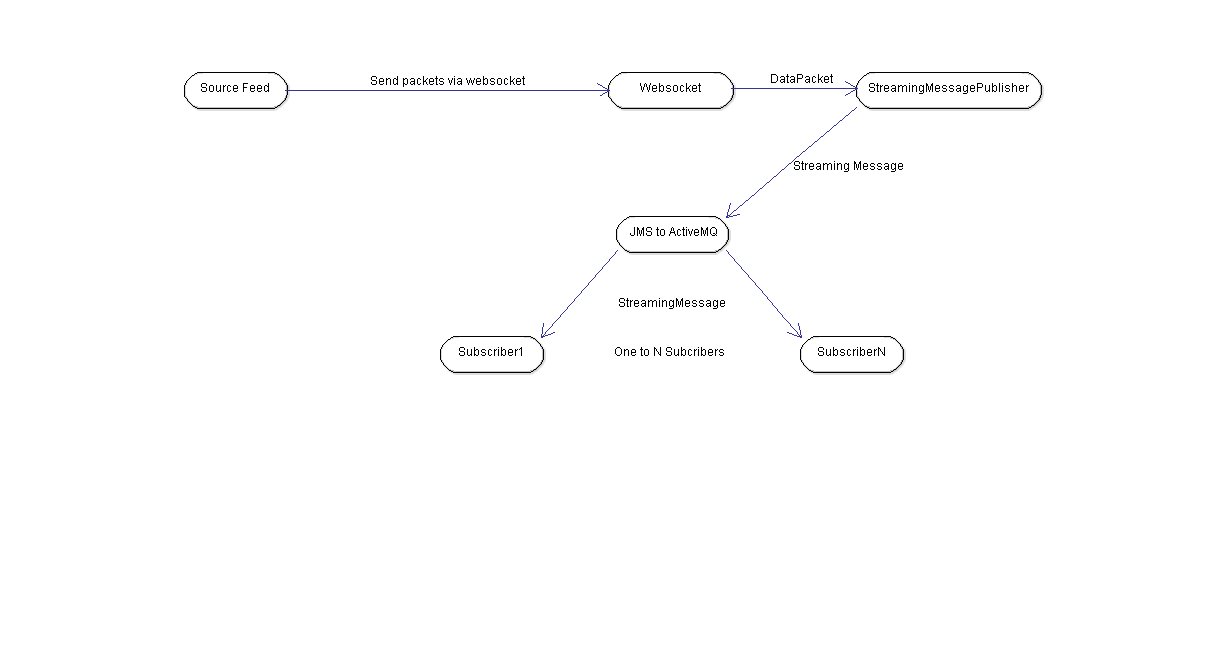 Source Feed
Send packets via websocket
Websocket
DataPacket
StreamingMessagePublisher
Streaming Message
JMS to ActiveMQ
StreamingMessage
Subscriber1
One to N Subcribers
SubscriberN